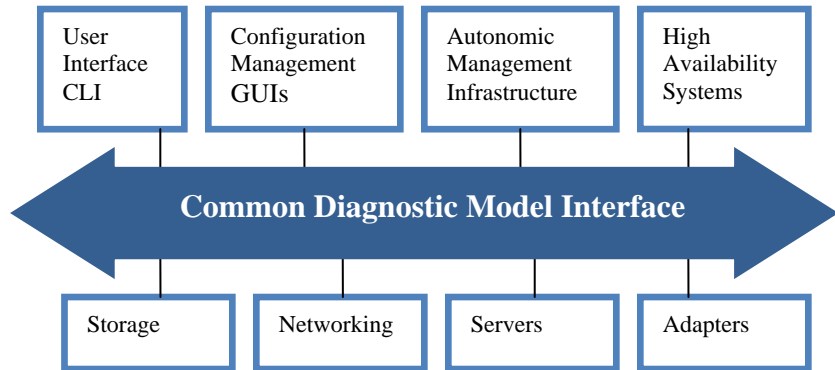 User
Interface
CLI
Configuration
Management
GUIs
Autonomic
Management
Infrastructure
High
Availability
Systems
Common Diagnostic Model Interface
Storage
Networking
Servers
Adapters